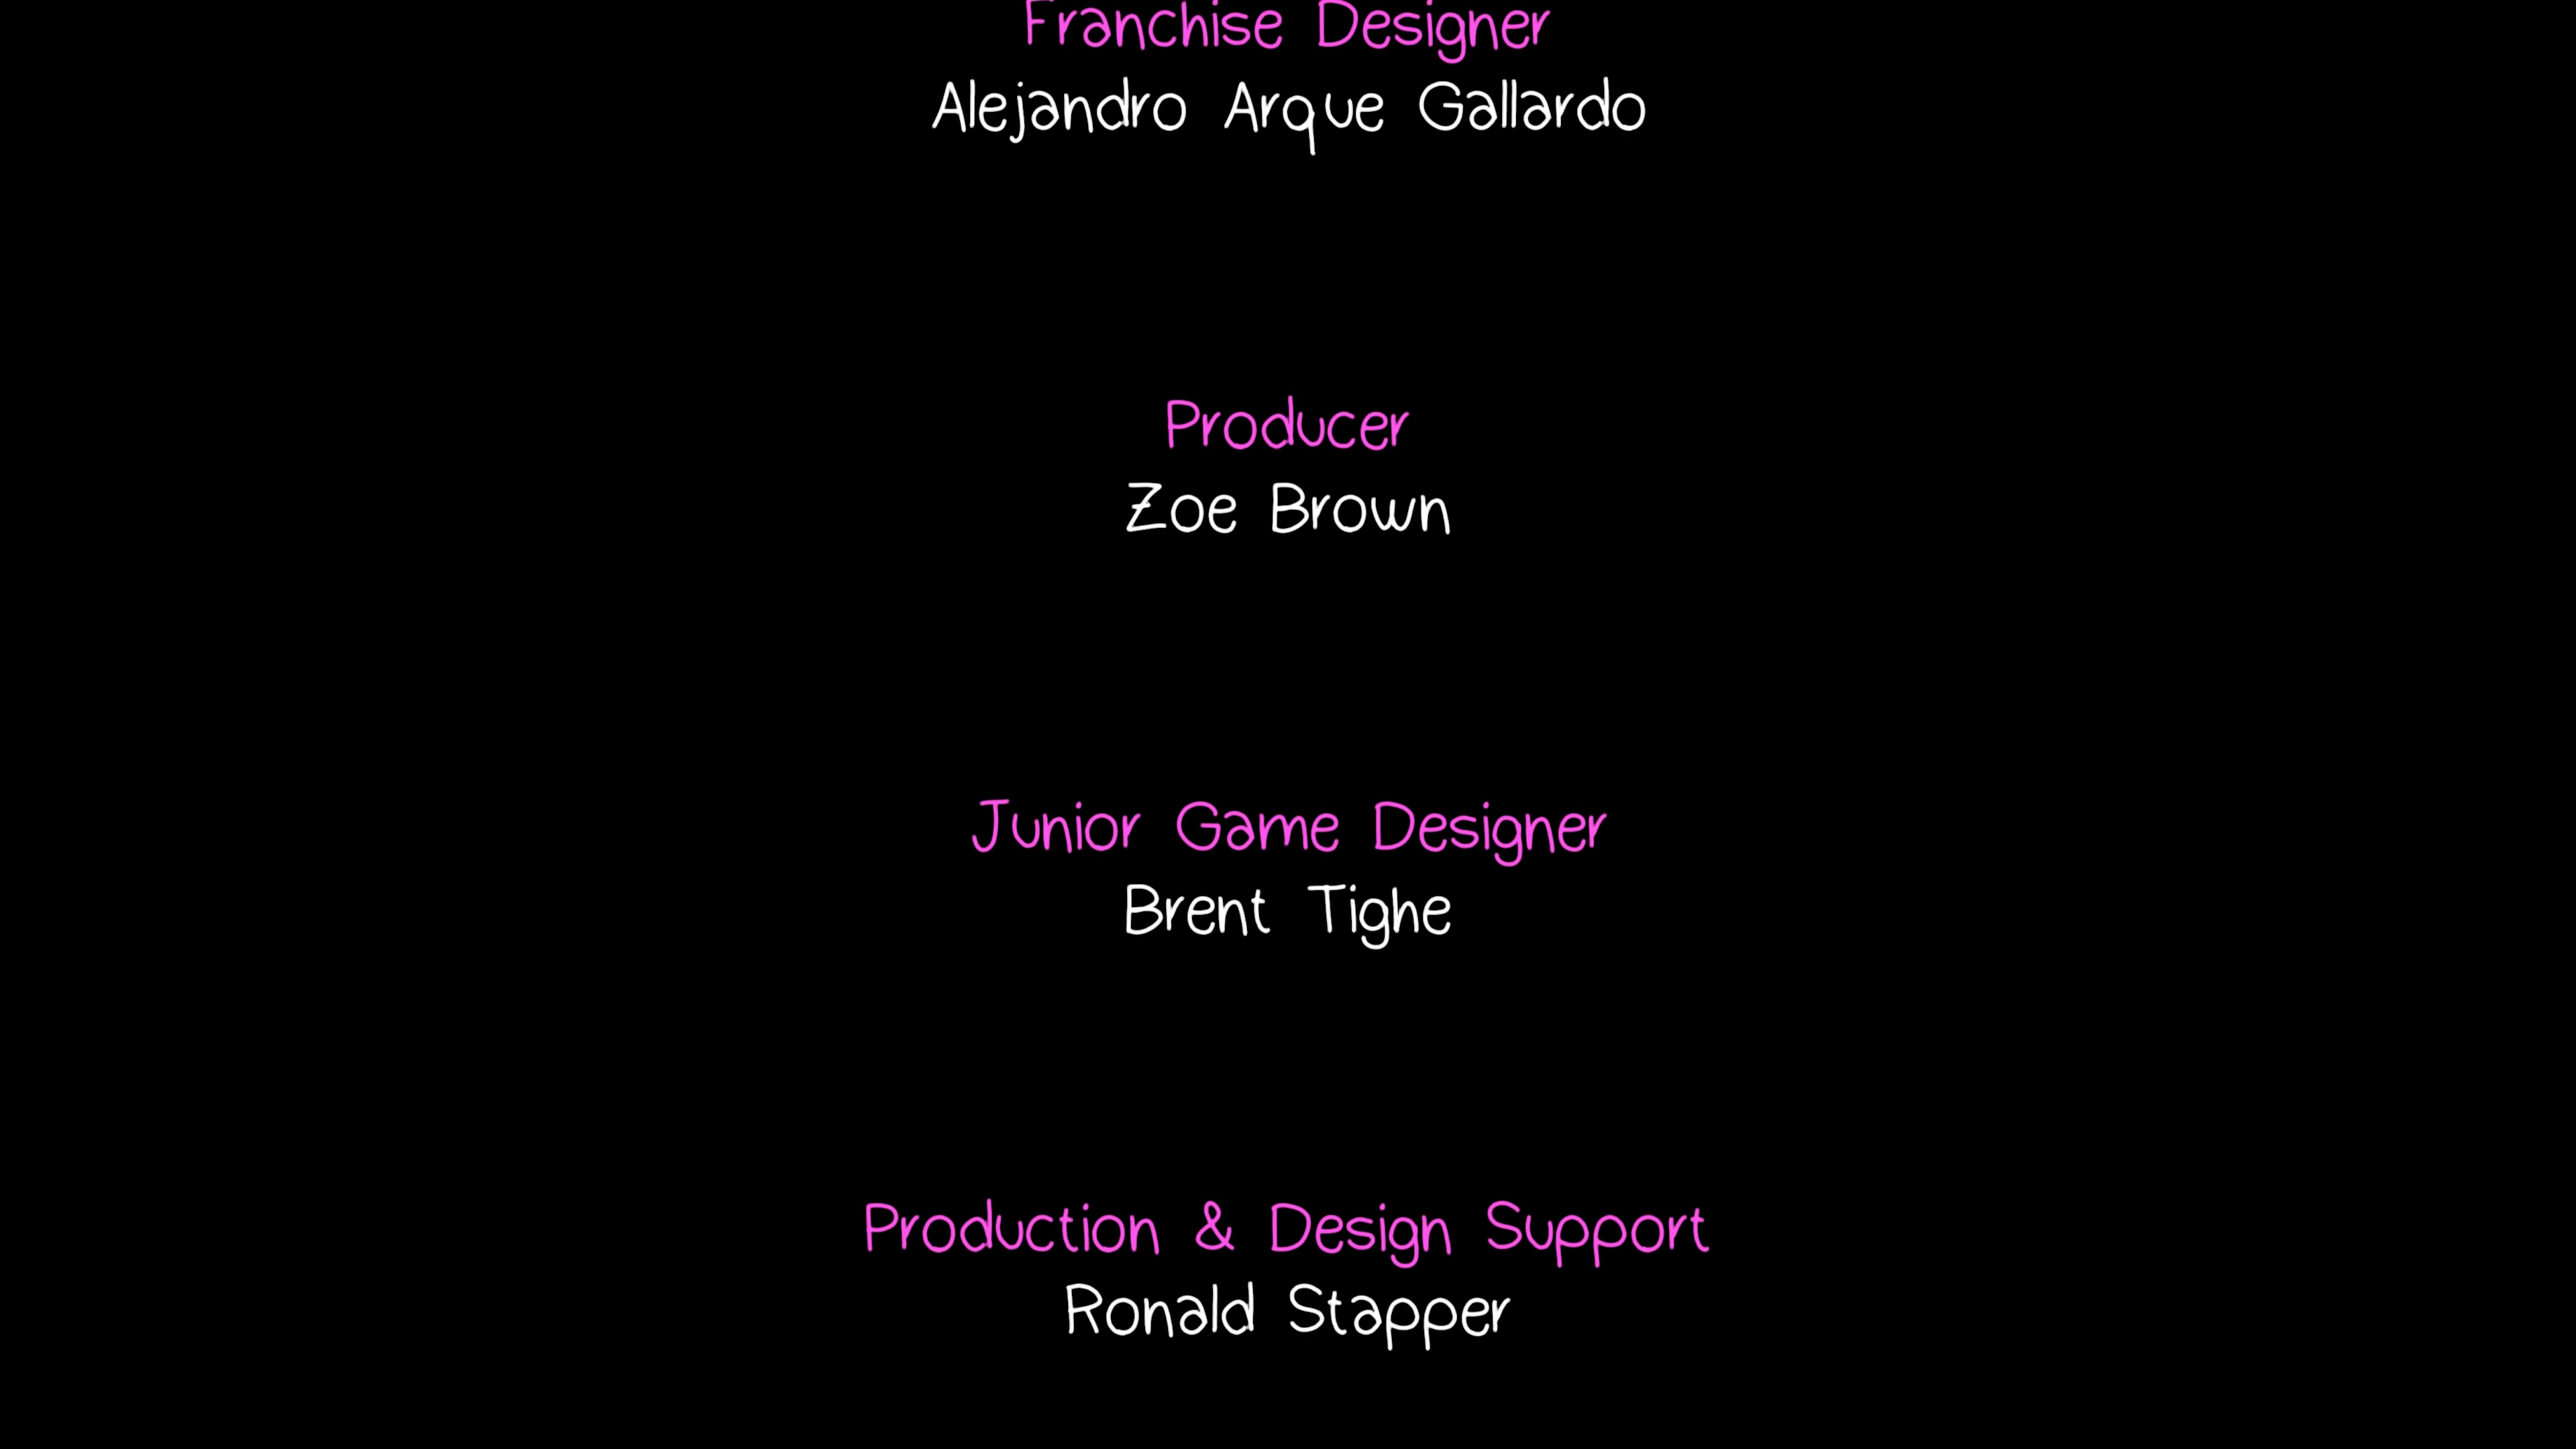 Franchise Designer
Alejandro Arque Gallardo
Producer
Zoe Brown
Junior Game Designer
Brent Tighe
Production & Design Support
Ronald Stapper